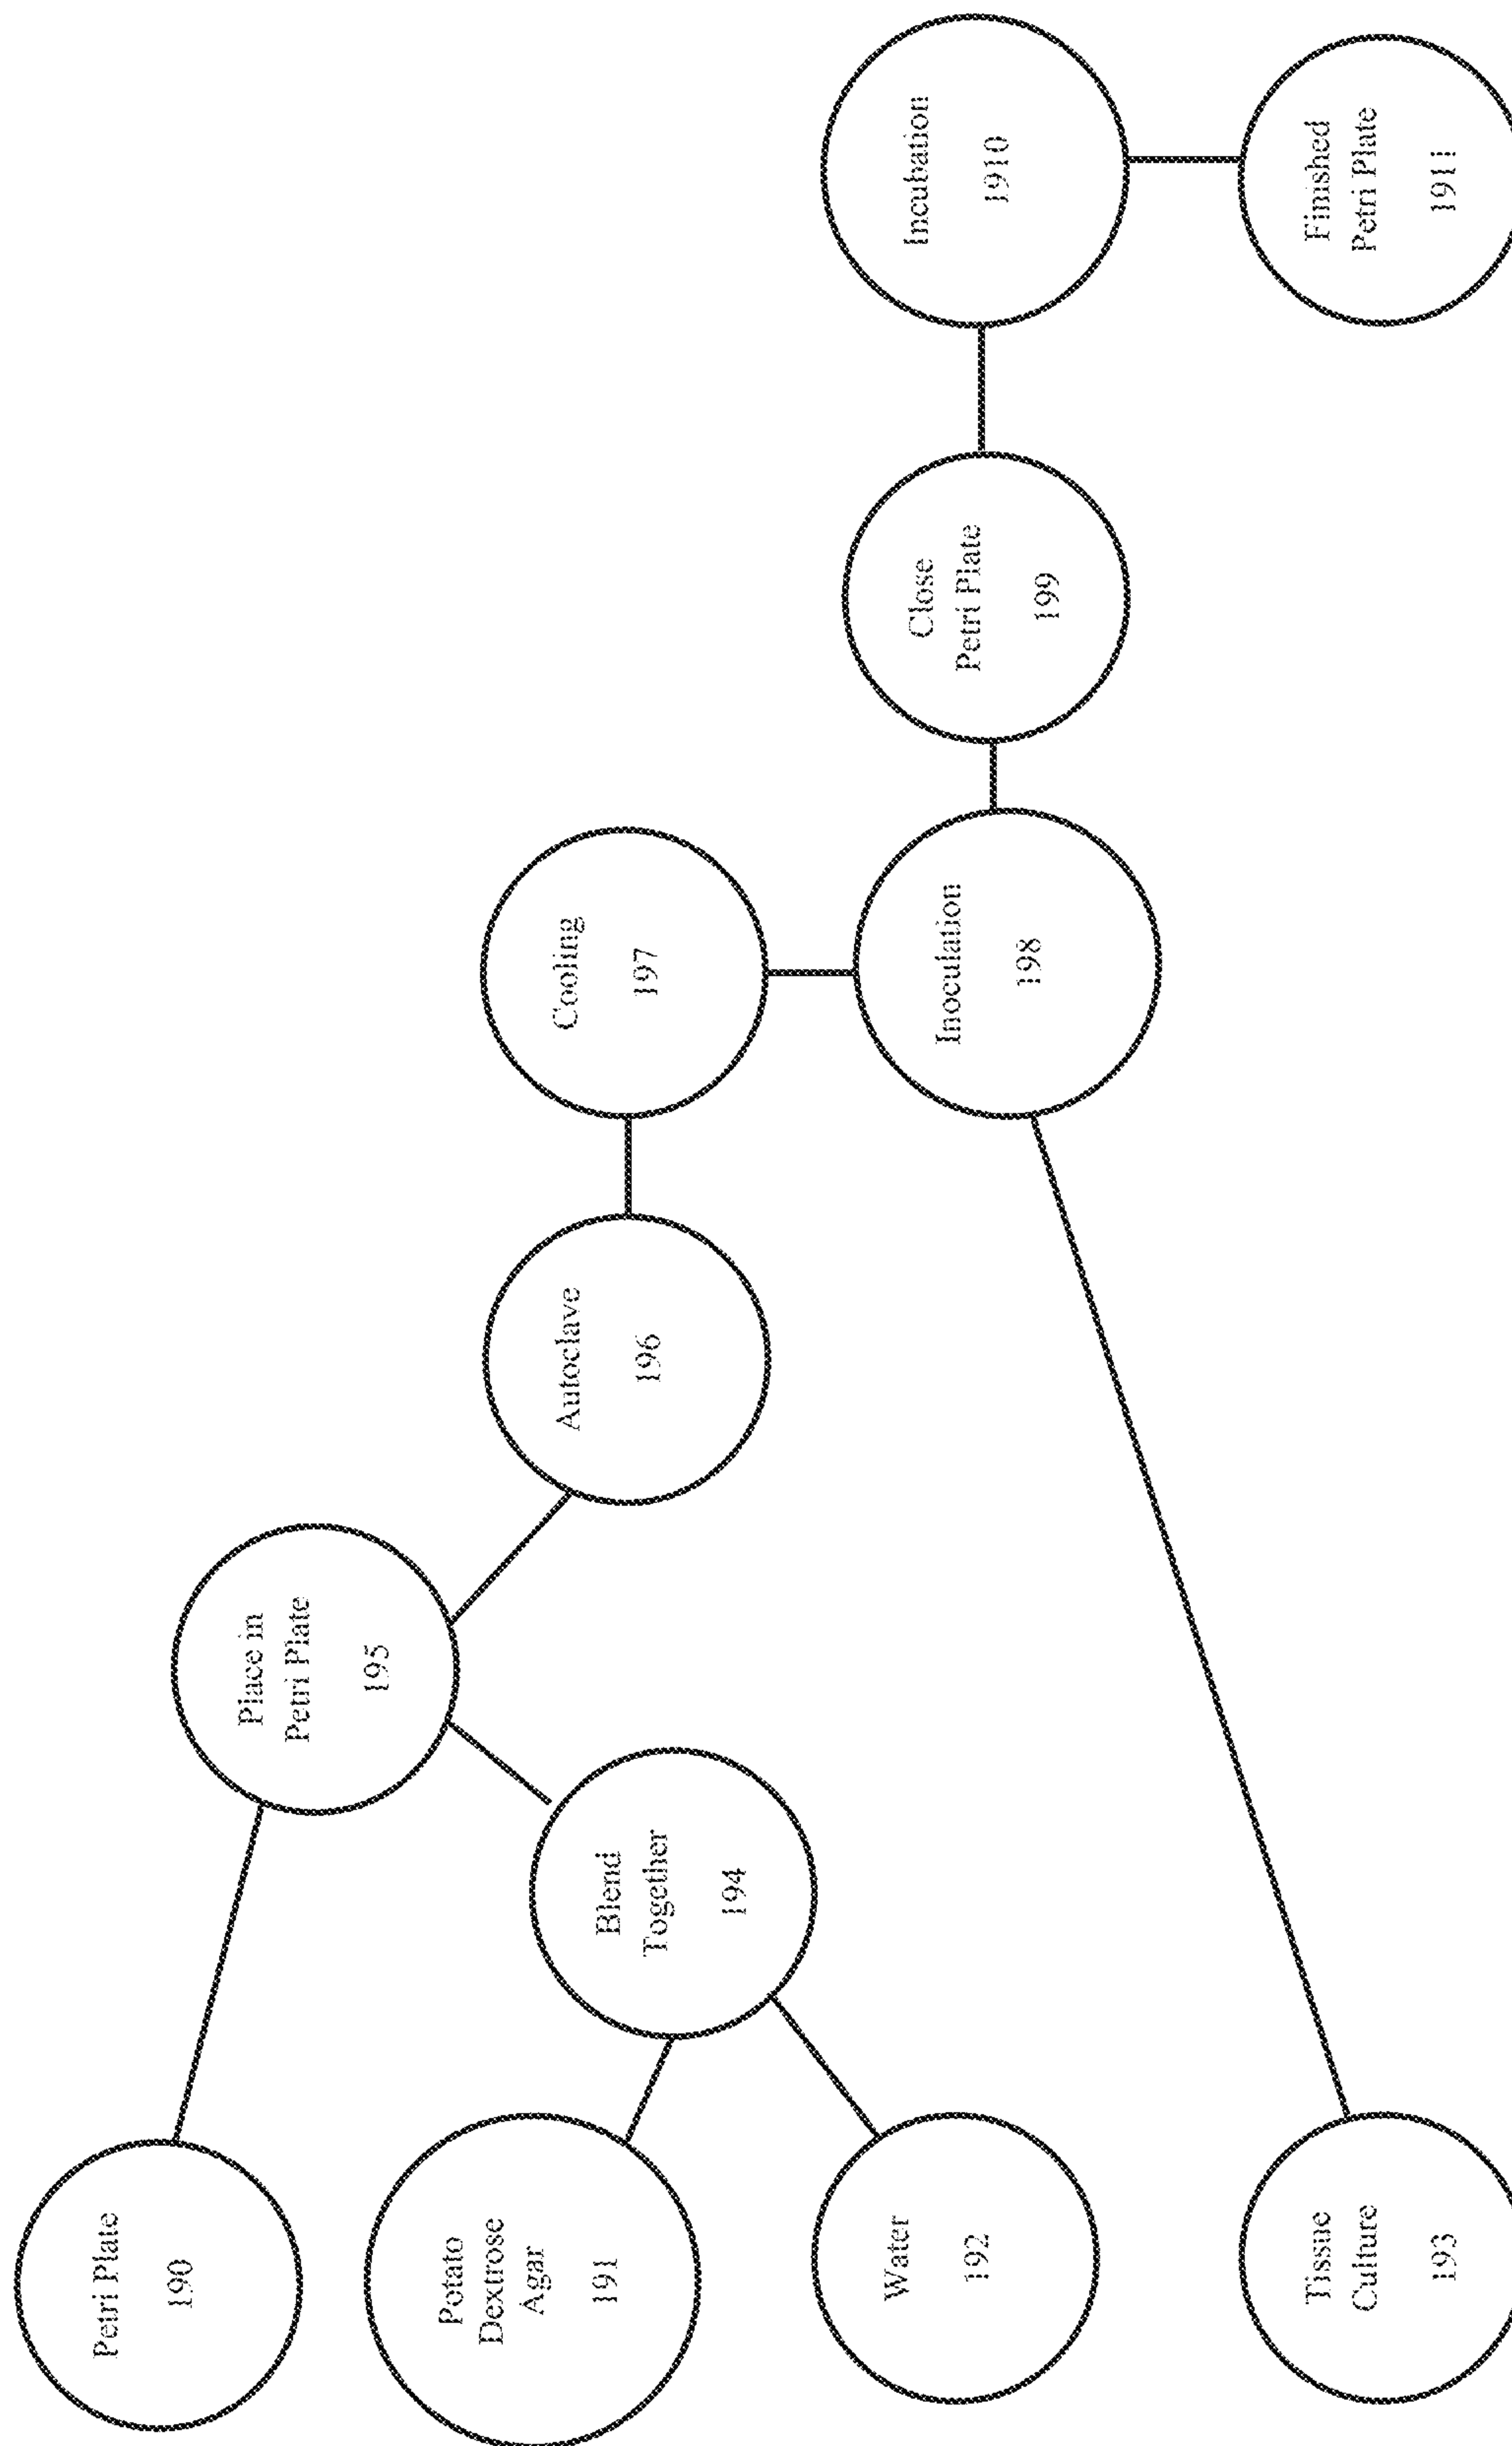 Petri Plate
190
Potato
Dextrose
Agar
191
Water
192
Tissue
Culture
193
Blend
Together
194
Place in
Petri Plate
195
Autoclave
196
Cooling
197
Inoculation
198
Close
Petri Plate
199
Incubation
1910
Finished
Petri Plate
1911